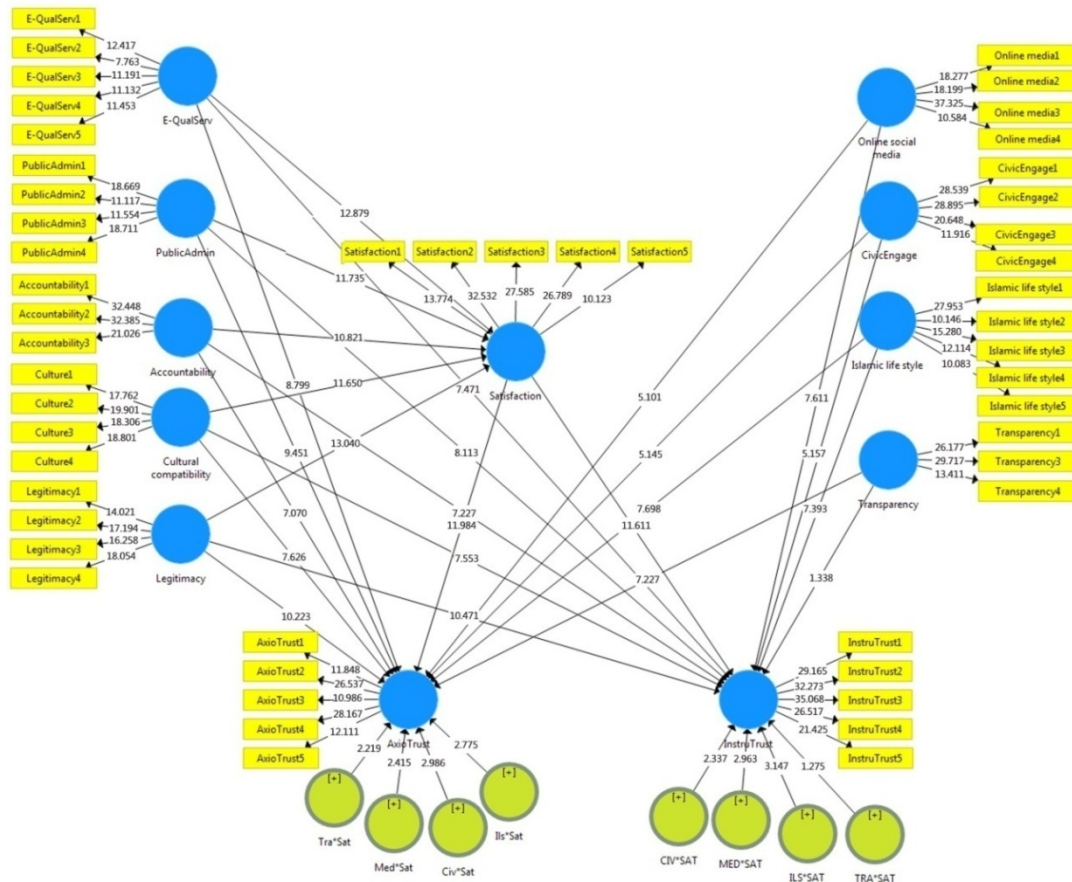 E-QualServ1
E-QualServ2
E-QualServ3
E-QualServ4
E-QualServ5
12.417
7.763
11.191
11.132
11.453
E-QualServ
PublicAdmin1
PublicAdmin2
PublicAdmin3
PublicAdmin4
18.669
11.117
11.554
18.711
PublicAdmin
Accountability1
Accountability2
Accountability3
32.448
32.385
21.026
Accountability
Culture1
Culture2
Culture3
Culture4
17.762
19.901
18.306
18.801
Cultural
compatibility
Legitimacy1
Legitimacy2
Legitimacy3
Legitimacy4
14.021
17.194
16.258
18.054
Legitimacy
12.879
11.735
10.821
11.650
13.040
8.799
9.451
7.070
7.626
10.223
7.471
8.113
7.227
11.984
7.553
10.471
Satisfaction1
Satisfaction2
Satisfaction3
Satisfaction4
Satisfaction5
13.774
32.532
27.585
26.789
10.123
Satisfaction
5.101
5.145
7.698
11.611
7.227
7.611
5.157
7.393
1.338
Online media1
Online media2
Online media3
Online media4
18.277
18.199
37.325
10.584
Online social
media
CivicEngage1
CivicEngage2
CivicEngage3
CivicEngage4
28.539
28.895
20.648
11.916
CivicEngage
Islamic life style1
Islamic life style2
Islamic life style3
Islamic life style4
Islamic life style5
27.953
10.146
15.280
12.114
10.083
Islamic life style
Transparency1
Transparency3
Transparency4
26.177
29.717
13.411
Transparency
AxioTrust1
AxioTrust2
AxioTrust3
AxioTrust4
AxioTrust5
11.848
26.537
10.986
28.167
12.111
AxioTrust
2.219
2.415
2.986
2.775
[+]
Tra*Sat
[+]
Med*Sat
[+]
Civ*Sat
[+]
Ils*Sat
InstruTrust1
InstruTrust2
InstruTrust3
InstruTrust4
InstruTrust5
29.165
32.273
35.068
26.517
21.425
InstruTrust
2.337
2.963
3.147
1.275
[+]
CIV*SAT
[+]
MED*SAT
[+]
ILS*SAT
[+]
TRA*SAT